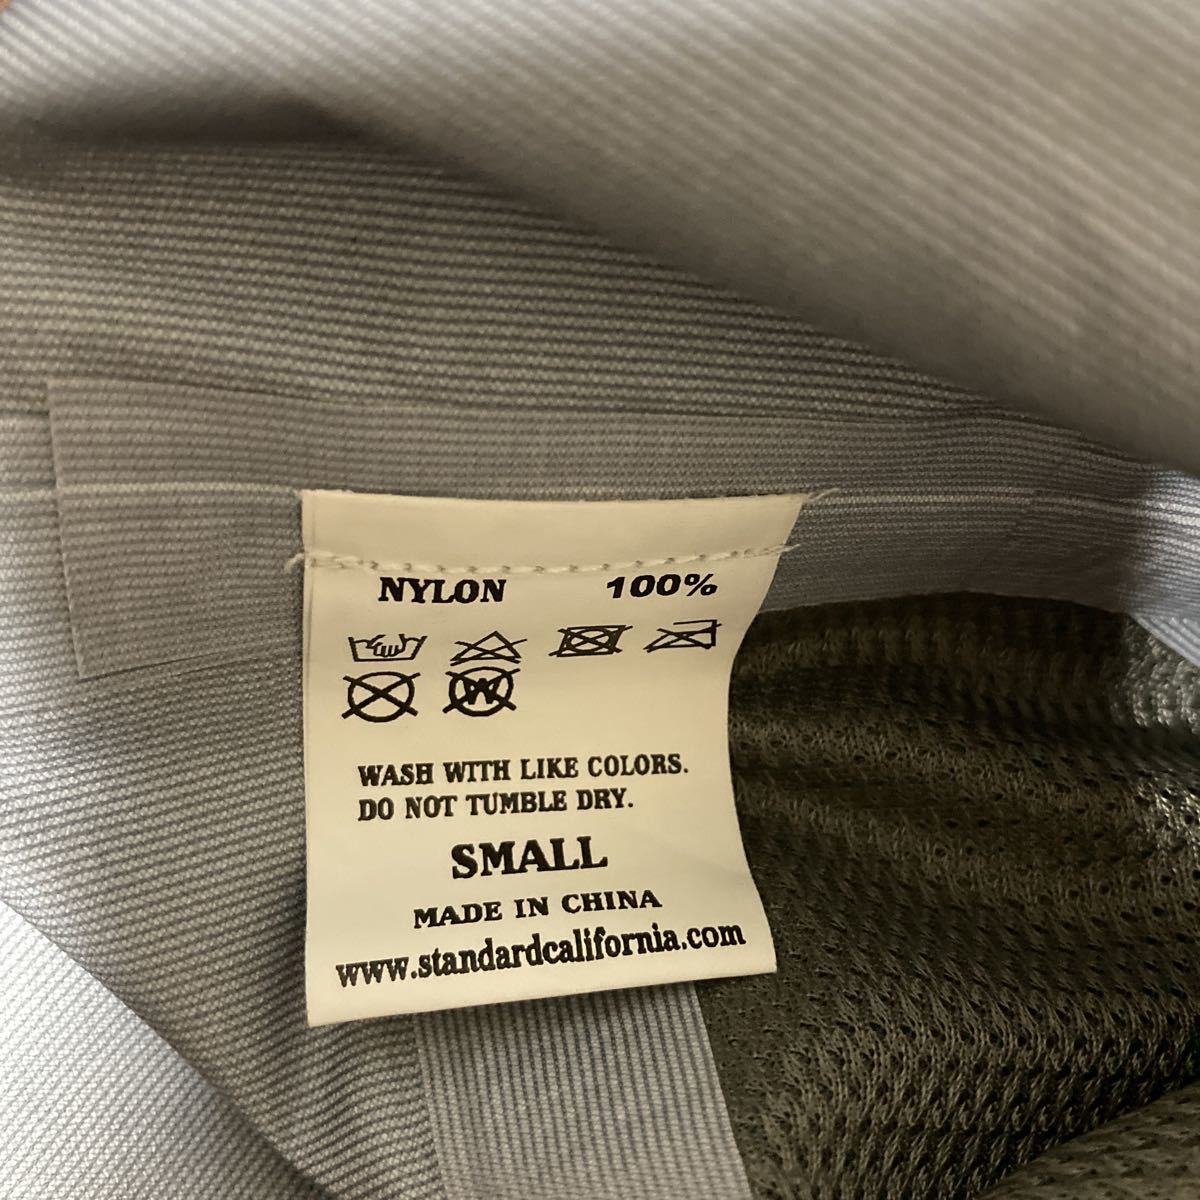 NYLON 100%
W
WASH WITH LIKE COLORS.
DO NOT TUMBLE DRY.
SMALL
MADE IN CHINA
www.standardcalifornia.com